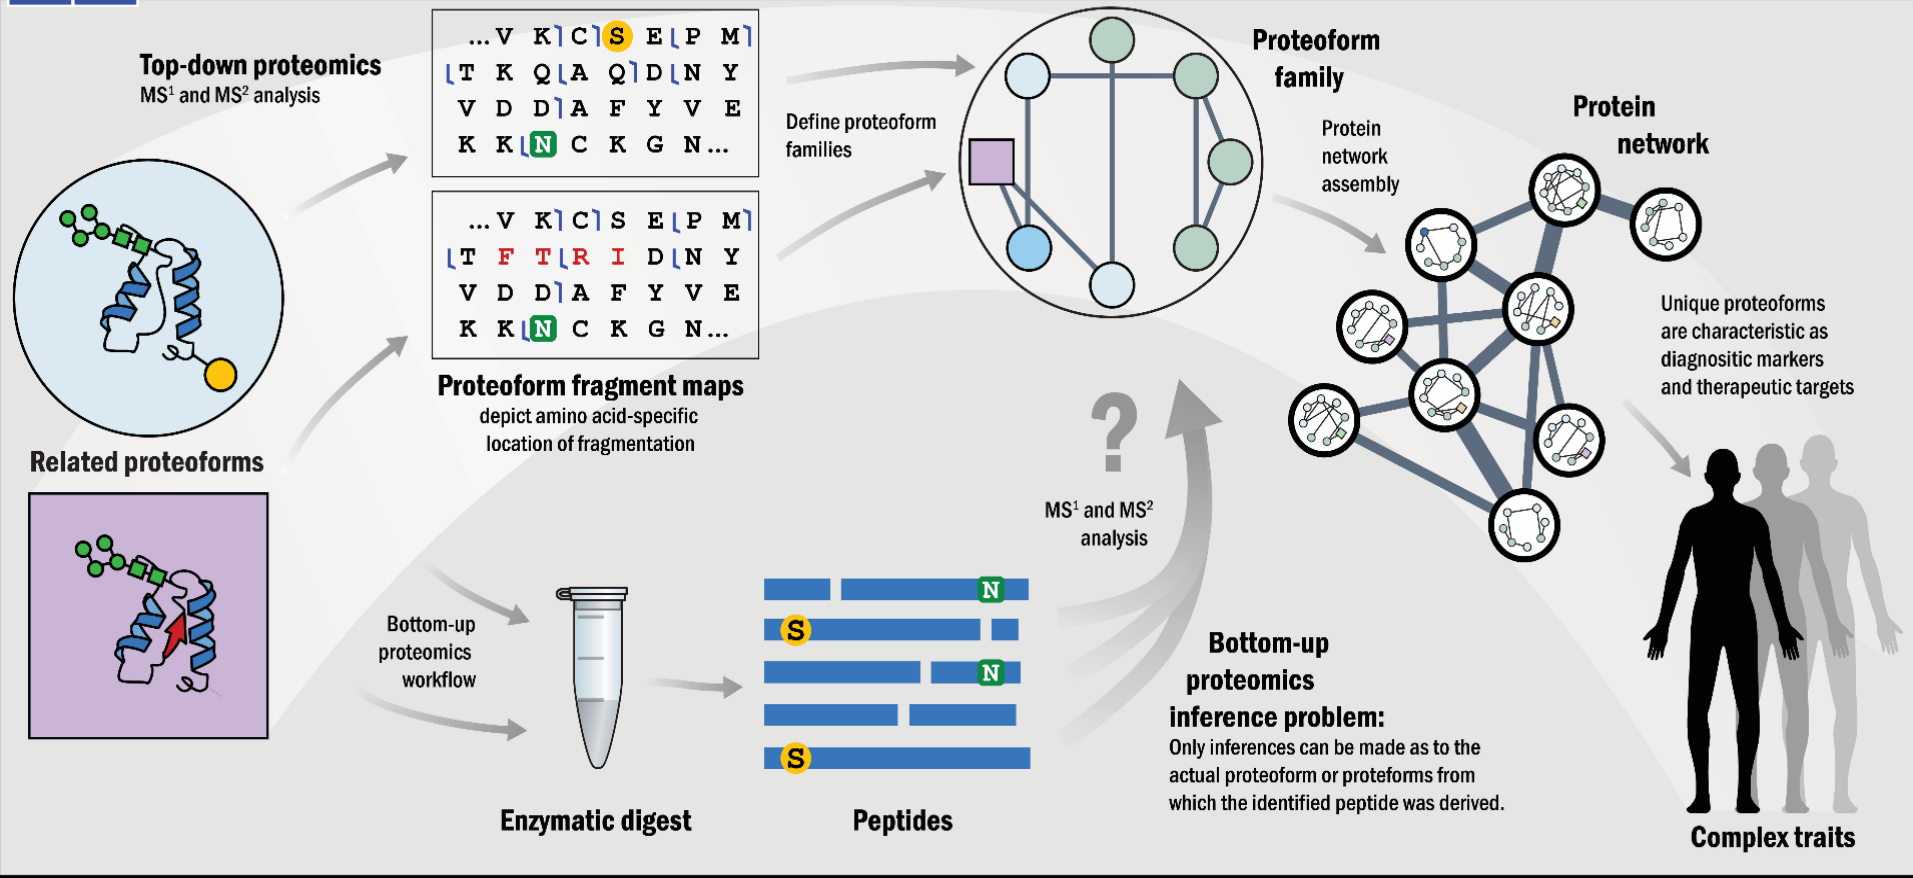 Top-down proteomics
MS¹ and MS² analysis
...V K C S E P M
T K Q A Q D N Y
V D D A F Y V E
K K N C K G N...
...V K C S E P M
T F T R I D N Y
V D D A F Y V E
K K N C K G N...
Proteoform fragment maps
depict amino acid-specific
location of fragmentation
Related proteoforms
Define proteoform
families
Proteoform
family
Protein
network
assembly
Protein
network
Unique proteoforms
are characteristic as
diagnositic markers
and therapeutic targets
?
MS¹ and MS²
analysis
Bottom-up
proteomics
workflow
Enzymatic digest
N
S
N
S
Peptides
Bottom-up
proteomics
inference problem:
Only inferences can be made as to the
actual proteoform or proteforms from
which the identified peptide was derived.
Complex traits